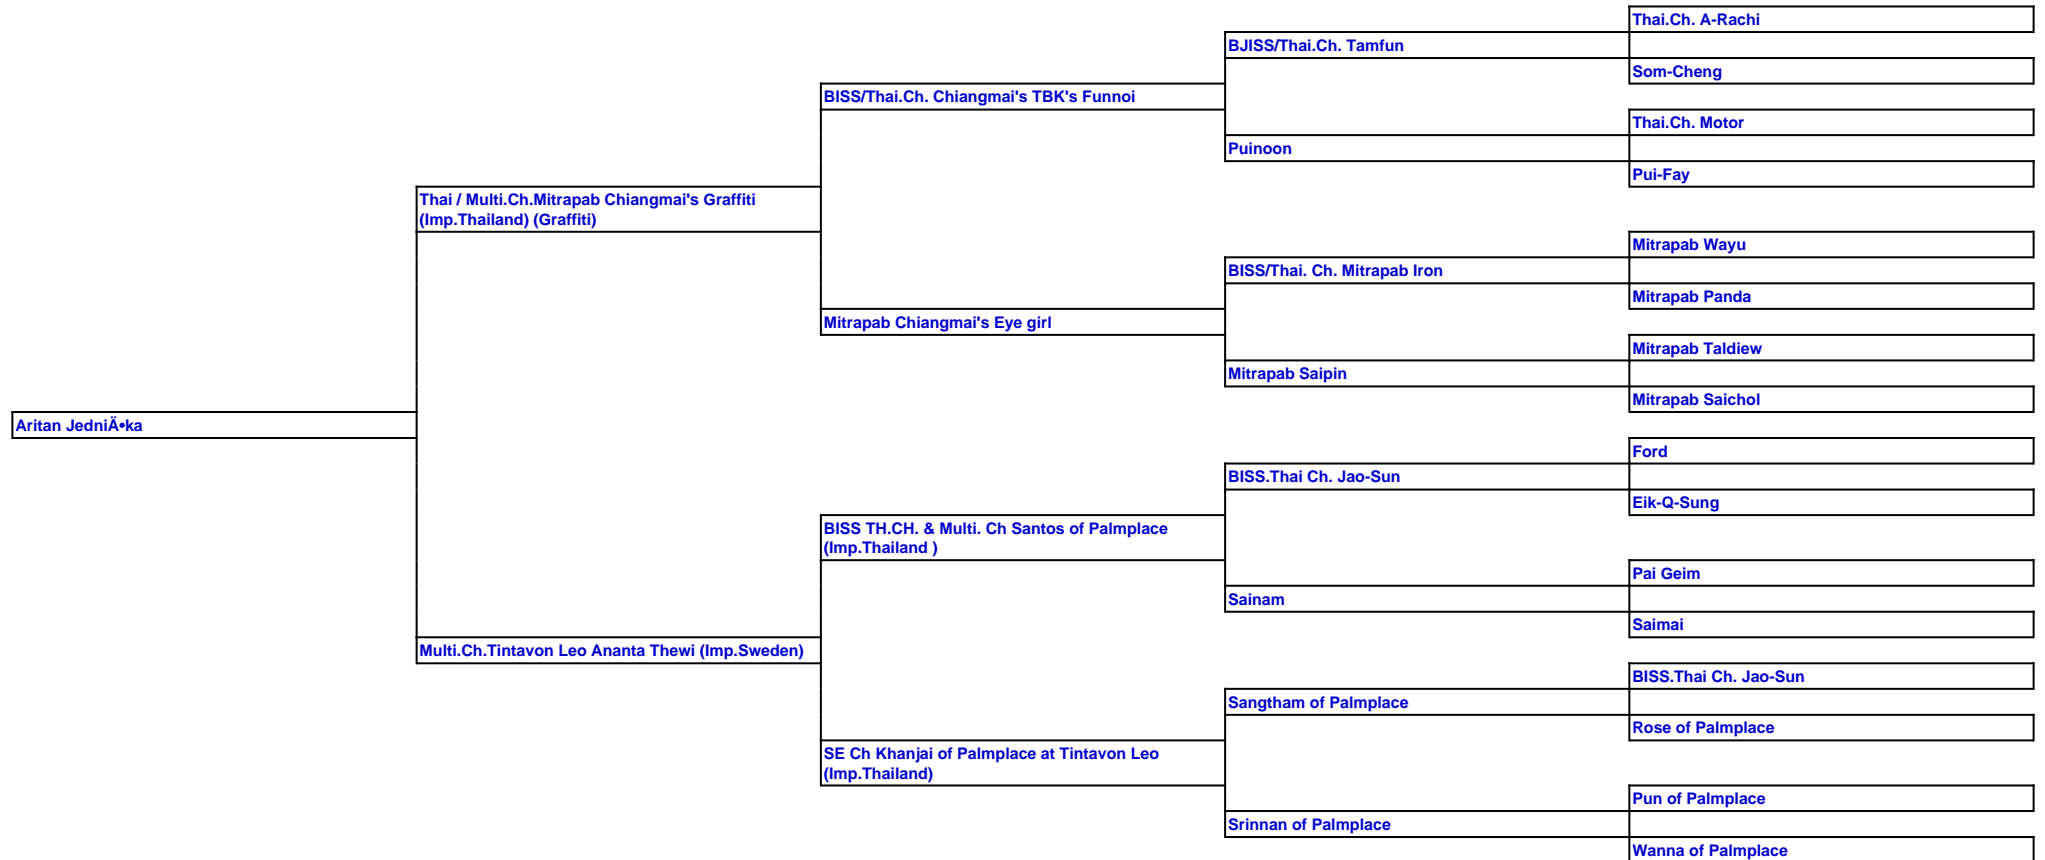 Thai.Ch. A-Rachi
BJISS/Thai.Ch. Tamfun
Som-Cheng
BISS/Thai.Ch. Chiangmai's TBK's Funnoi
Thai.Ch. Motor
Puinoon
Pui-Fay
Thai / Multi.Ch.Mitrapab Chiangmai's Graffiti
(Imp.Thailand) (Graffiti)
Mitrapab Wayu
BISS/Thai. Ch. Mitrapab Iron
Mitrapab Panda
Mitrapab Chiangmai's Eye girl
Mitrapab Taldiew
Mitrapab Saipin
Mitrapab Saichol
Aritan JedniÄ•ka
Ford
BISS.Thai Ch. Jao-Sun
Eik-Q-Sung
BISS TH.CH. & Multi. Ch Santos of Palmplace
(Imp.Thailand )
Pai Geim
Sainam
Saimai
Multi.Ch.Tintavon Leo Ananta Thewi (Imp.Sweden)
BISS.Thai Ch. Jao-Sun
Sangtham of Palmplace
Rose of Palmplace
SE Ch Khanjai of Palmplace at Tintavon Leo
(Imp.Thailand)
Pun of Palmplace
Srinnan of Palmplace
Wanna of Palmplace